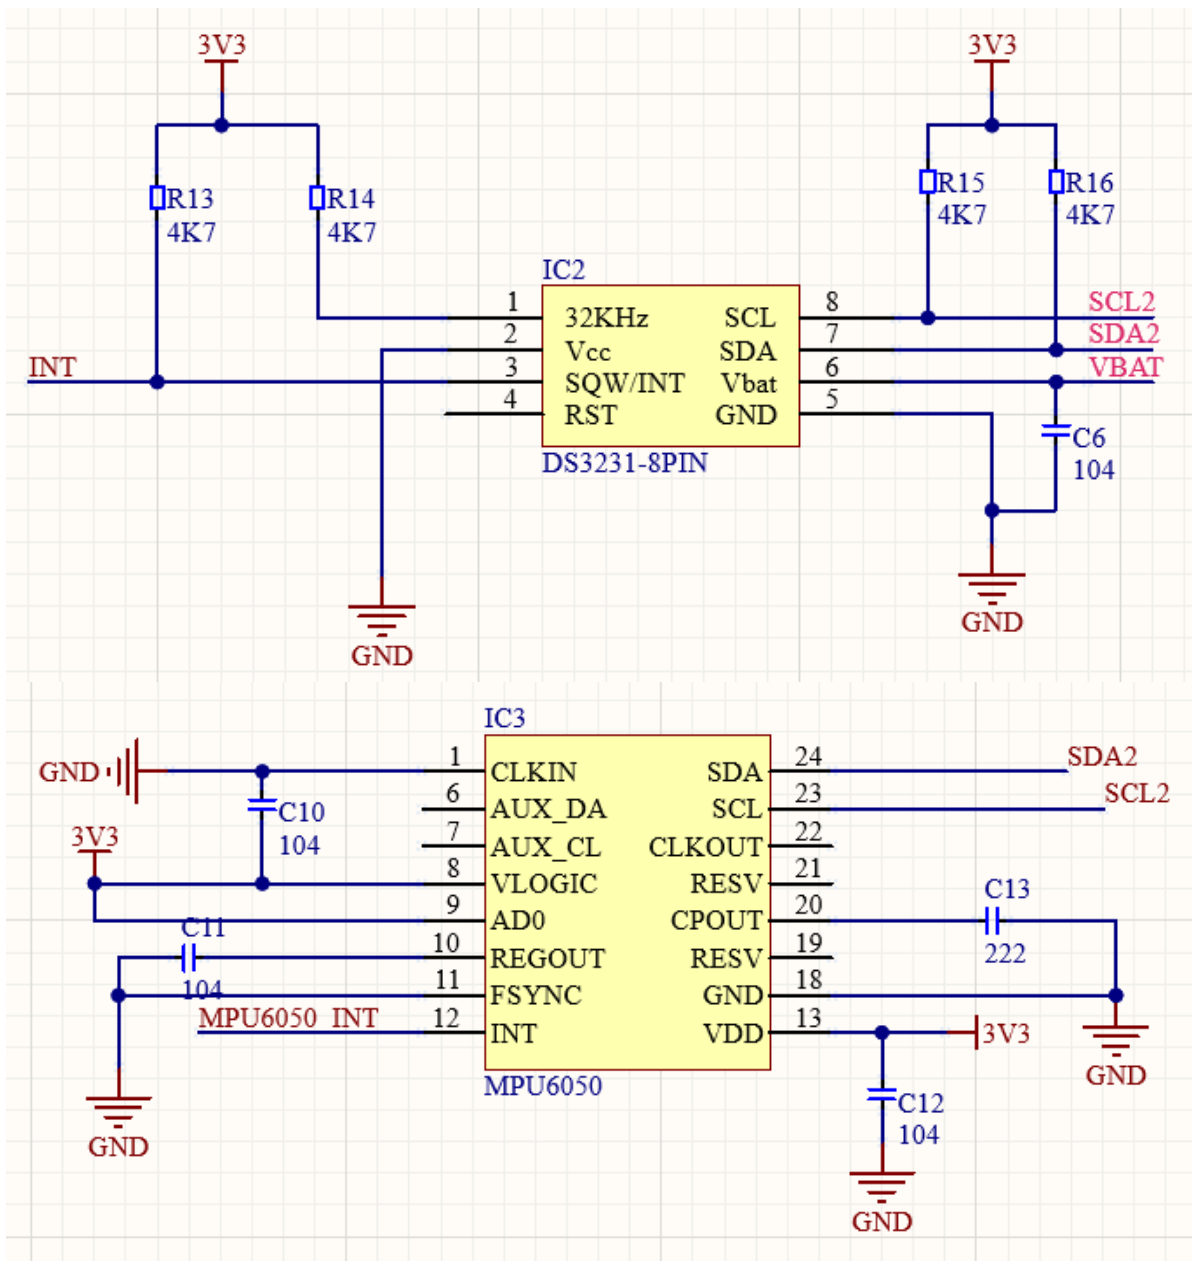 3V3
3V3
R13
4K7
R14
4K7
R15
4K7
R16
4K7
IC2
1
32KHz
SCL
8
SCL2
2
Vcc
SDA
7
SDA2
INT
3
SQW/INT
Vbat
6
VBAT
4
RST
GND
5
DS3231-8PIN
C6
104
GND
GND
IC3
GND
1
CLKIN
SDA
24
SDA2
6
AUX_DA
SCL
23
SCL2
C10
104
7
AUX_CL
CLKOUT
22
3V3
8
VLOGIC
RESV
21
9
AD0
CPOUT
20
C13
222
C11
104
10
REGOUT
RESV
19
11
FSYNC
GND
18
MPU6050_INT
12
INT
VDD
13
3V3
GND
MPU6050
C12
104
GND
GND